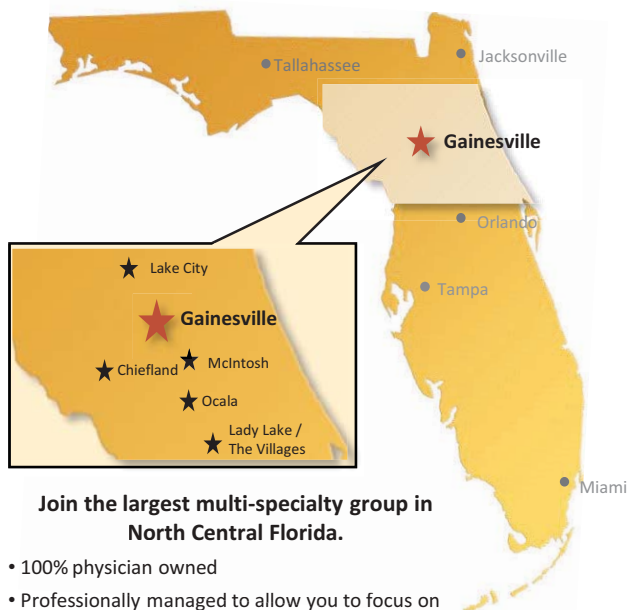 Jacksonville
Tallahassee
Gainesville
Orlando
Tampa
Miami
Lake City
Gainesville
McIntosh
Chiefland
Ocala
Lady Lake /
The Villages
Join the largest multi-specialty group in
North Central Florida.
• 100% physician owned
• Professionally managed to allow you to focus on